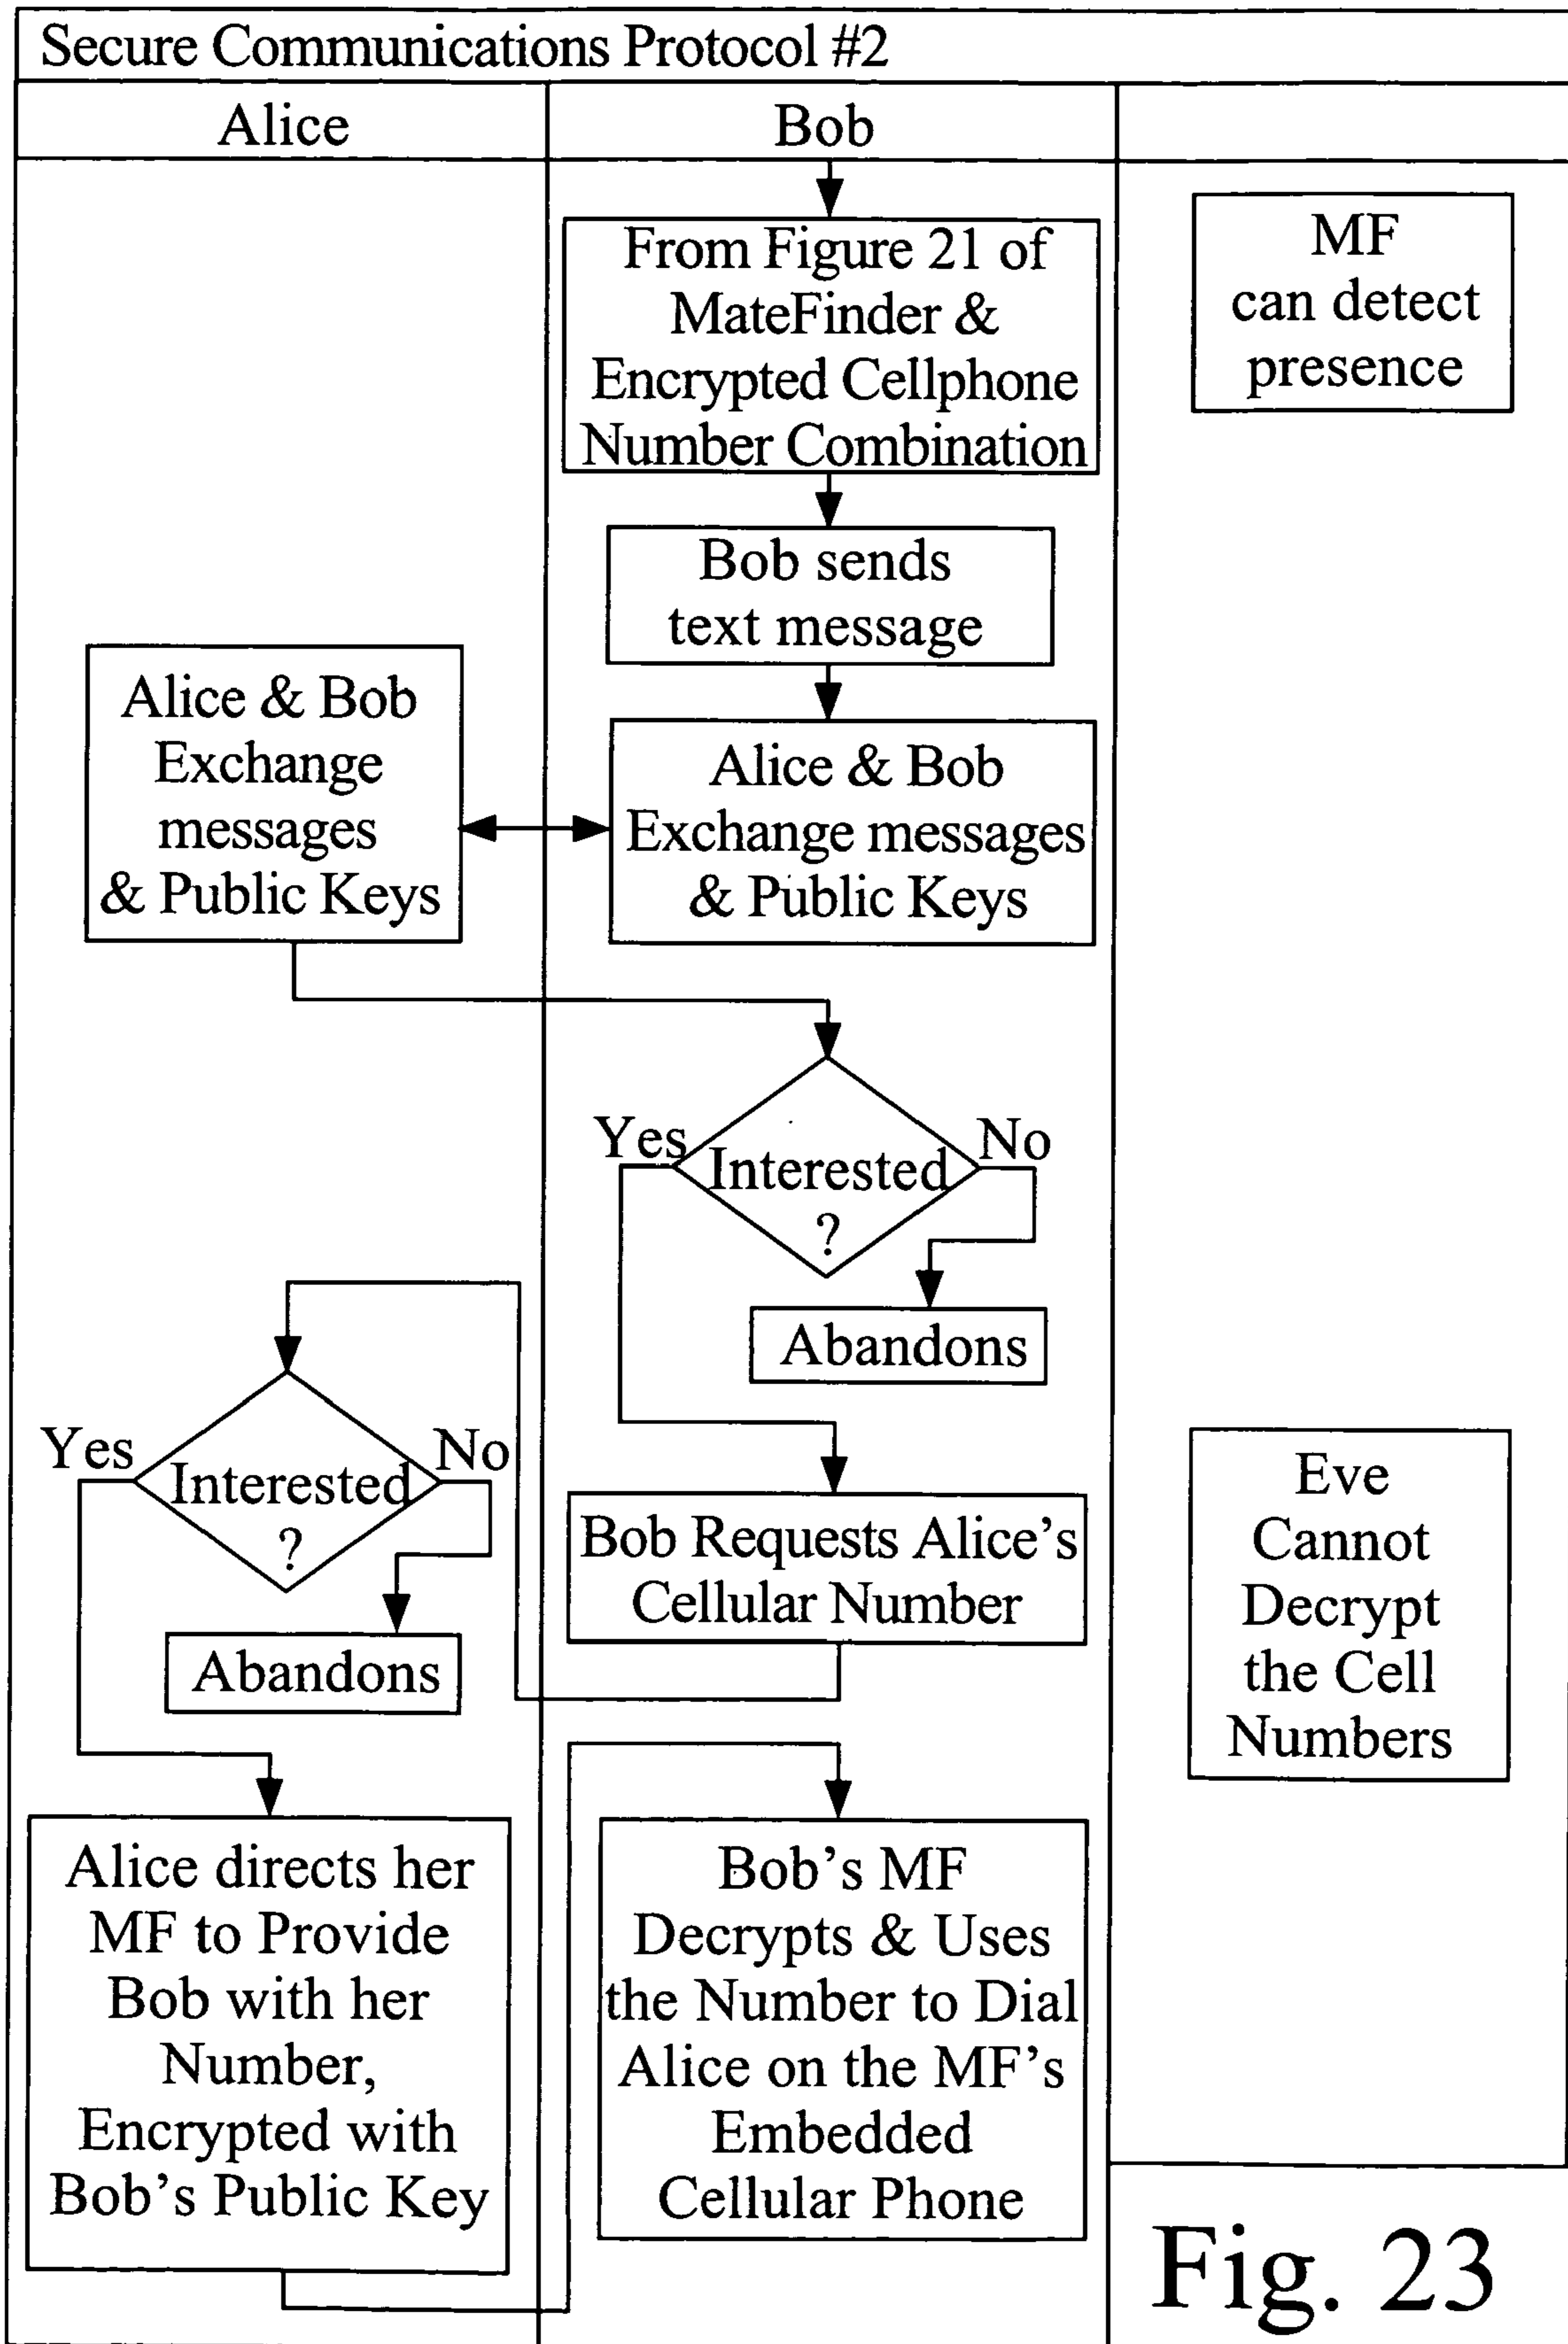 Secure Communications Protocol #2
Alice
Bob
From Figure 21 of
MateFinder &
Encrypted Cellphone
Number Combination
MF
can detect
presence
Bob sends
text message
Alice & Bob
Exchange
messages
& Public Keys
Alice & Bob
Exchange messages
& Public Keys
Yes
No
Interested
?
Abandons
Yes
No
Interested
?
Abandons
Bob Requests Alice's
Cellular Number
Eve
Cannot
Decrypt
the Cell
Numbers
Alice directs her
MF to Provide
Bob with her
Number,
Encrypted with
Bob's Public Key
Bob's MF
Decrypts & Uses
the Number to Dial
Alice on the MF's
Embedded
Cellular Phone
Fig. 23